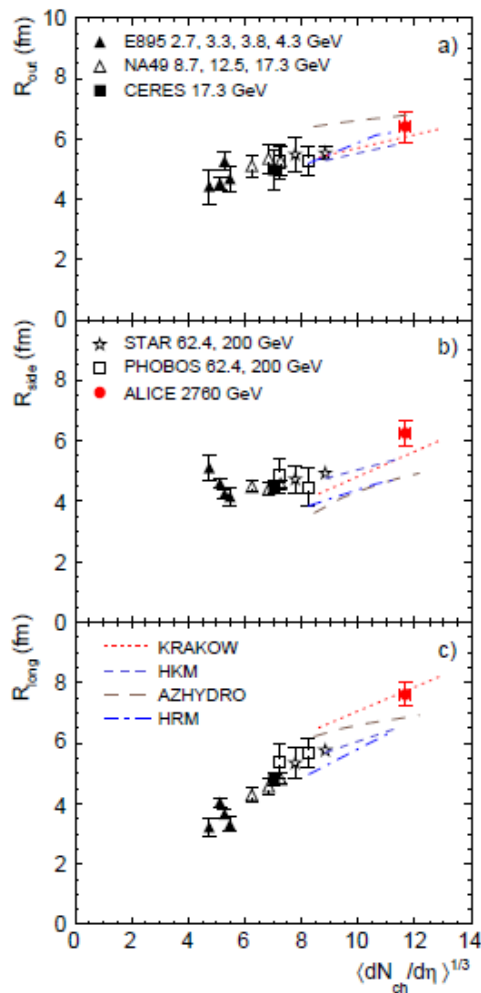 R_out (fm)
10
8
6
4
2
0
▲ E895 2.7, 3.3, 3.8, 4.3 GeV
△ NA49 8.7, 12.5, 17.3 GeV
■ CERES 17.3 GeV
a)
R_side (fm)
8
6
4
2
0
☆ STAR 62.4, 200 GeV
□ PHOBOS 62.4, 200 GeV
● ALICE 2760 GeV
b)
R_long (fm)
8
6
4
2
0
KRAKOW
HKM
AZHYDRO
HRM
c)
0 2 4 6 8 10 12 14
⟨dN_ch/dη⟩^1/3